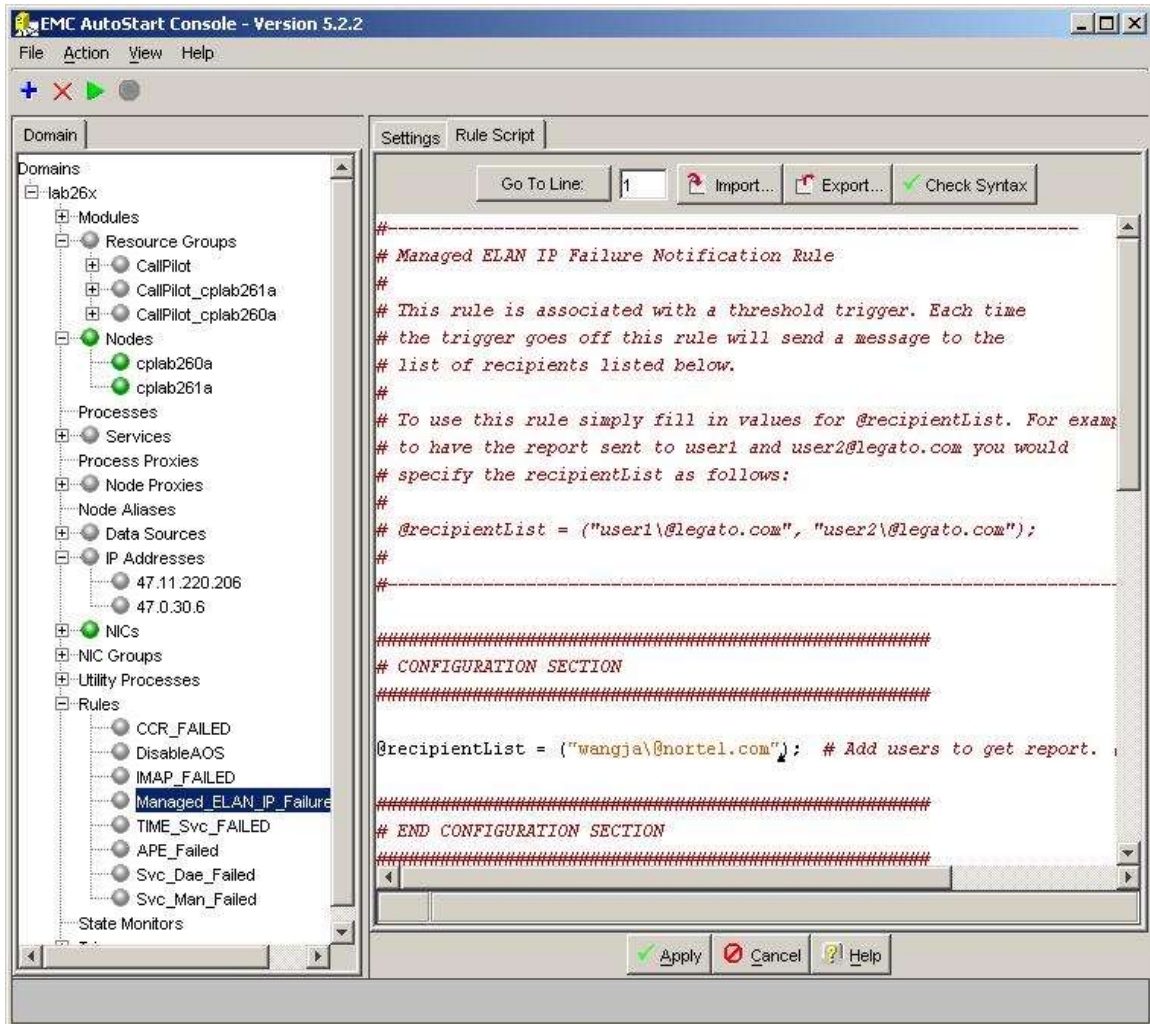 EMC AutoStart Console - Version 5.2.2
File Action View Help
Domain
Domains
lab26x
Modules
Resource Groups
CallPilot
CallPilot_cplab261a
CallPilot_cplab260a
Nodes
cplab260a
cplab261a
Processes
Services
Process Proxies
Node Proxies
Node Aliases
Data Sources
IP Addresses
47.11.220.206
47.0.30.6
NICs
NIC Groups
Utility Processes
Rules
CCR_FAILED
DisableAOS
IMAP_FAILED
Managed_ELAN_IP_Failure
TIME_Svc_FAILED
APE_Failed
Svc_Dae_Failed
Svc_Man_Failed
State Monitors
Settings Rule Script
Go To Line: 1 Import... Export... Check Syntax
#------------------------------------------------------------------
# Managed ELAN IP Failure Notification Rule
#
# This rule is associated with a threshold trigger. Each time
# the trigger goes off this rule will send a message to the
# list of recipients listed below.
#
# To use this rule simply fill in values for @recipientList. For examp
# to have the report sent to user1 and user2@legato.com you would
# specify the recipientList as follows:
#
# @recipientList = ("user1\@legato.com", "user2\@legato.com");
#
#----------------------------------------------------------------------
#####################################################
# CONFIGURATION SECTION
#####################################################
@recipientList = ("wangja\@nortel.com"); # Add users to get report.
#####################################################
# END CONFIGURATION SECTION
#####################################################
Apply Cancel Help